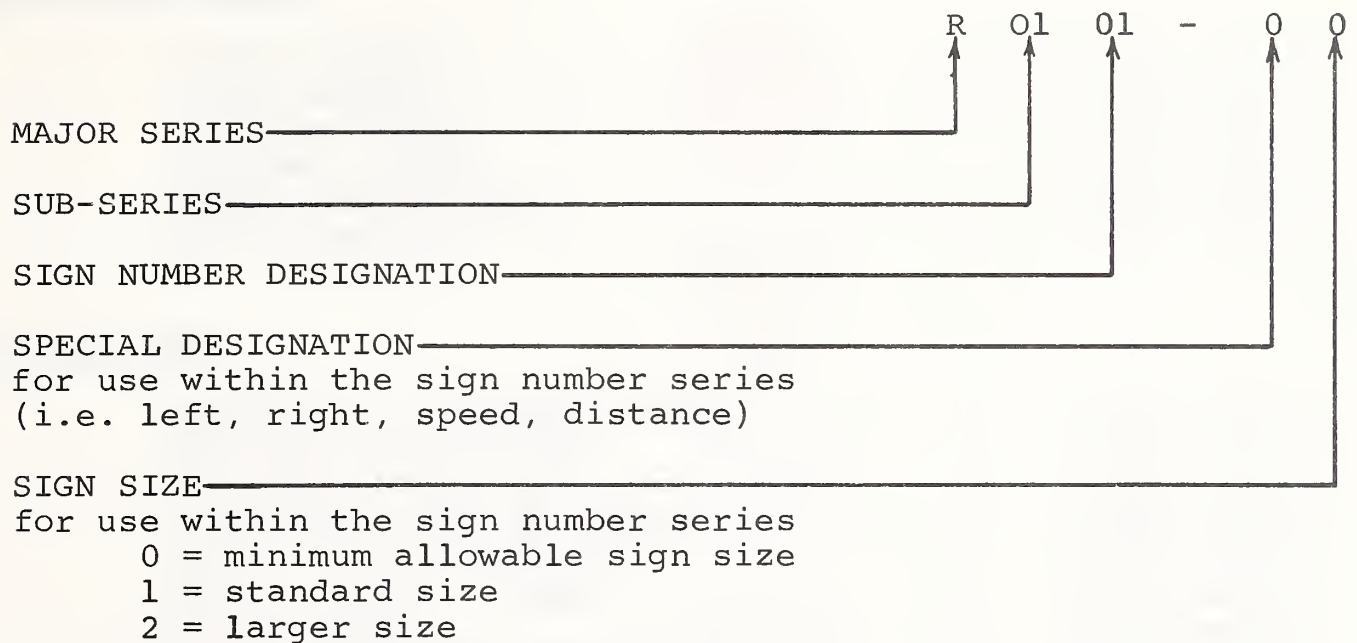 R 01 01 - 0 0
MAJOR SERIES
SUB-SERIES
SIGN NUMBER DESIGNATION
SPECIAL DESIGNATION
for use within the sign number series
(i.e. left, right, speed, distance)
SIGN SIZE
for use within the sign number series
0 = minimum allowable sign size
1 = standard size
2 = larger size